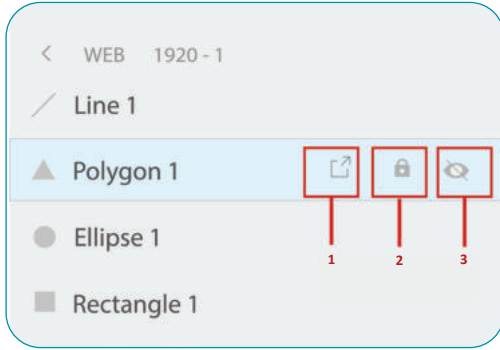 WEB 1920 - 1
Line 1
Polygon 1
1 2 3
Ellipse 1
Rectangle 1